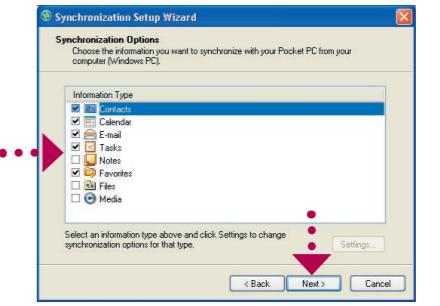 Synchronization Setup Wizard
Synchronization Options
Choose the information you want to synchronize with your Pocket PC from your
computer (Windows PC).
Information Type
Contacts
Calendar
E-mail
Tasks
Notes
Favorites
Files
Media
Select an information type above and click Settings to change
synchronization options for that type.
Settings...
< Back
Next >
Cancel